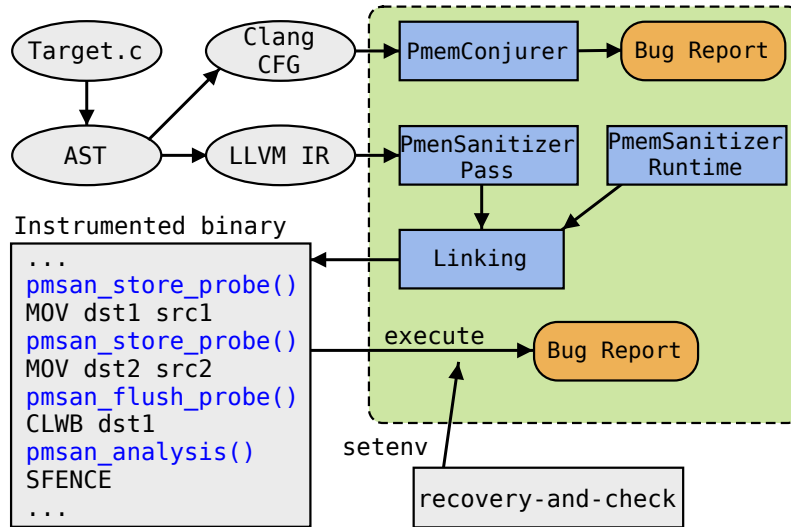 Target.c
Clang
CFG
PmemConjurer
Bug Report
AST
LLVM IR
PmenSanitizer
Pass
PmemSanitizer
Runtime
Instrumented binary
Linking
...
pmsan_store_probe()
MOV dst1 src1
pmsan_store_probe()
MOV dst2 src2
pmsan_flush_probe()
CLWB dst1
pmsan_analysis()
SFENCE
...
execute
Bug Report
setenv
recovery-and-check